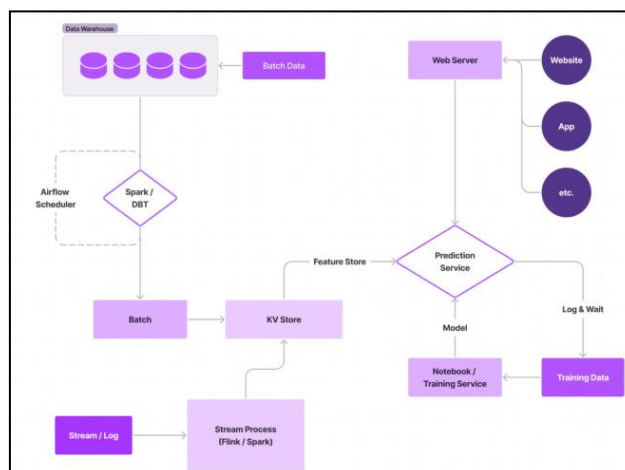 Data Warehouse
Batch Data
Web Server
Website
App
etc.
Airflow
Scheduler
Spark /
DBT
Feature Store
Prediction
Service
Batch
KV Store
Model
Log & Wait
Notebook /
Training Service
Training Data
Stream / Log
Stream Process
(Flink / Spark)